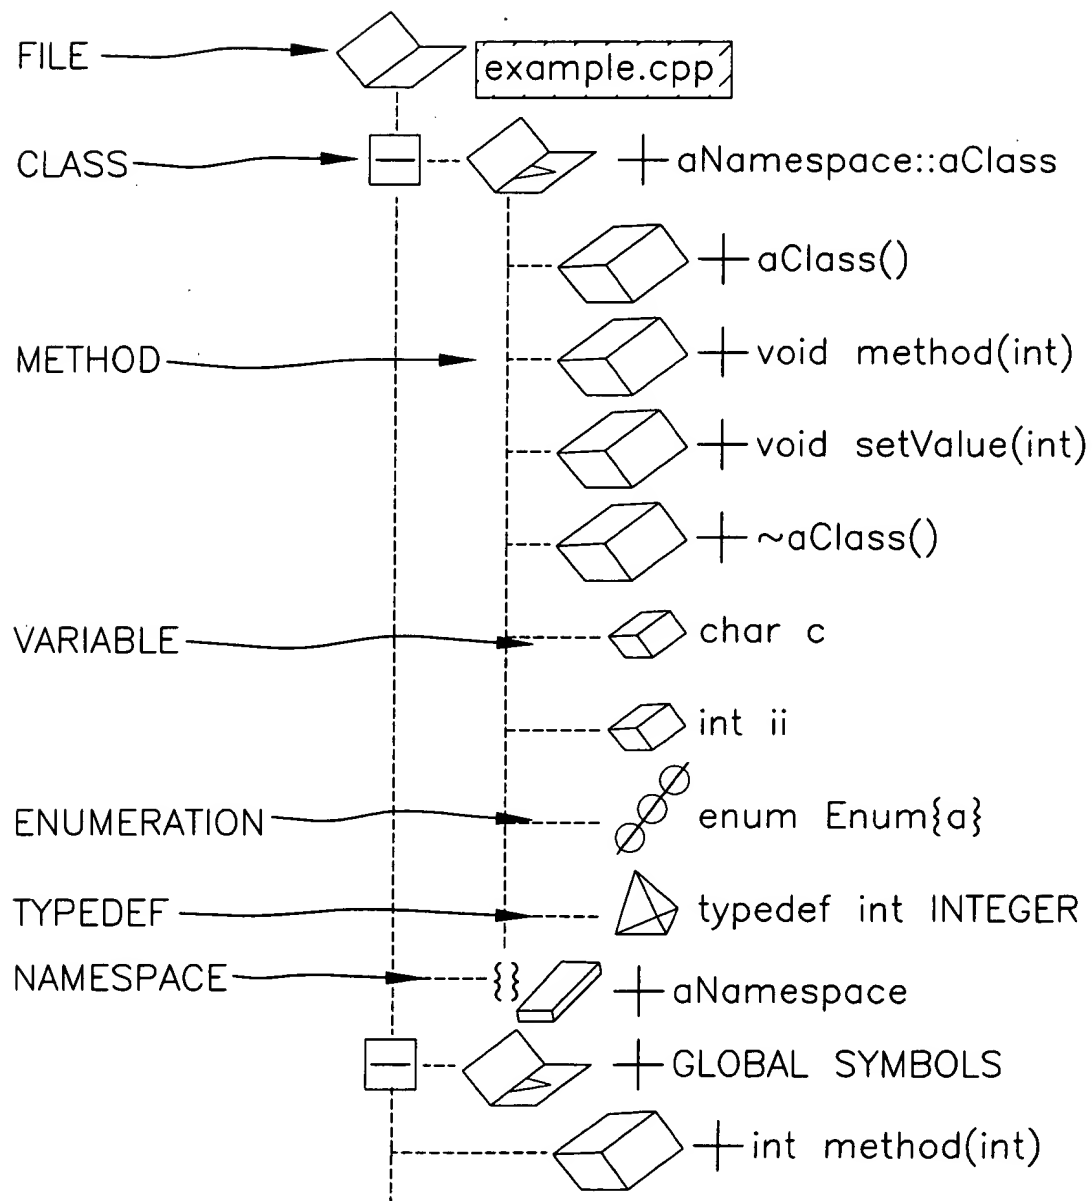 FILE example.cpp
CLASS + aNamespace::aClass
+ aClass()
METHOD + void method(int)
+ void setValue(int)
+ ~aClass()
VARIABLE char c
int ii
ENUMERATION enum Enum{a}
TYPEDEF typedef int INTEGER
NAMESPACE {} + aNamespace
+ GLOBAL SYMBOLS
+ int method(int)